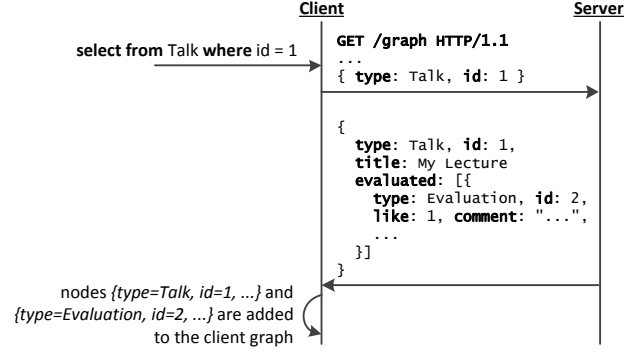 Client
Server
select from Talk where id = 1
GET /graph HTTP/1.1
...
{ type: Talk, id: 1 }
{
type: Talk, id: 1,
title: My Lecture
evaluated: [{
type: Evaluation, id: 2,
like: 1, comment: "...",
...
}]
}
nodes {type=Talk, id=1, ...} and
{type=Evaluation, id=2, ...} are added
to the client graph